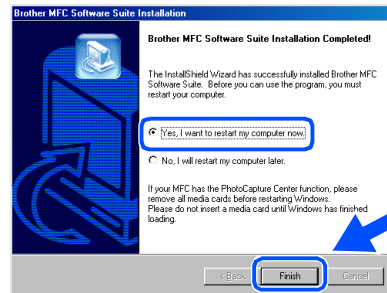 Brother MFC Software Suite Installation
Brother MFC Software Suite Installation Completed!
The InstallShield Wizard has successfully installed Brother MFC
Software Suite. Before you can use the program, you must
restart your computer.
Yes, I want to restart my computer now.
No, I will restart my computer later.
If your MFC has the PhotoCapture Center function, please
remove all media cards before restarting Windows.
Please do not insert a media card until Windows has finished
loading.
< Back
Finish
Cancel